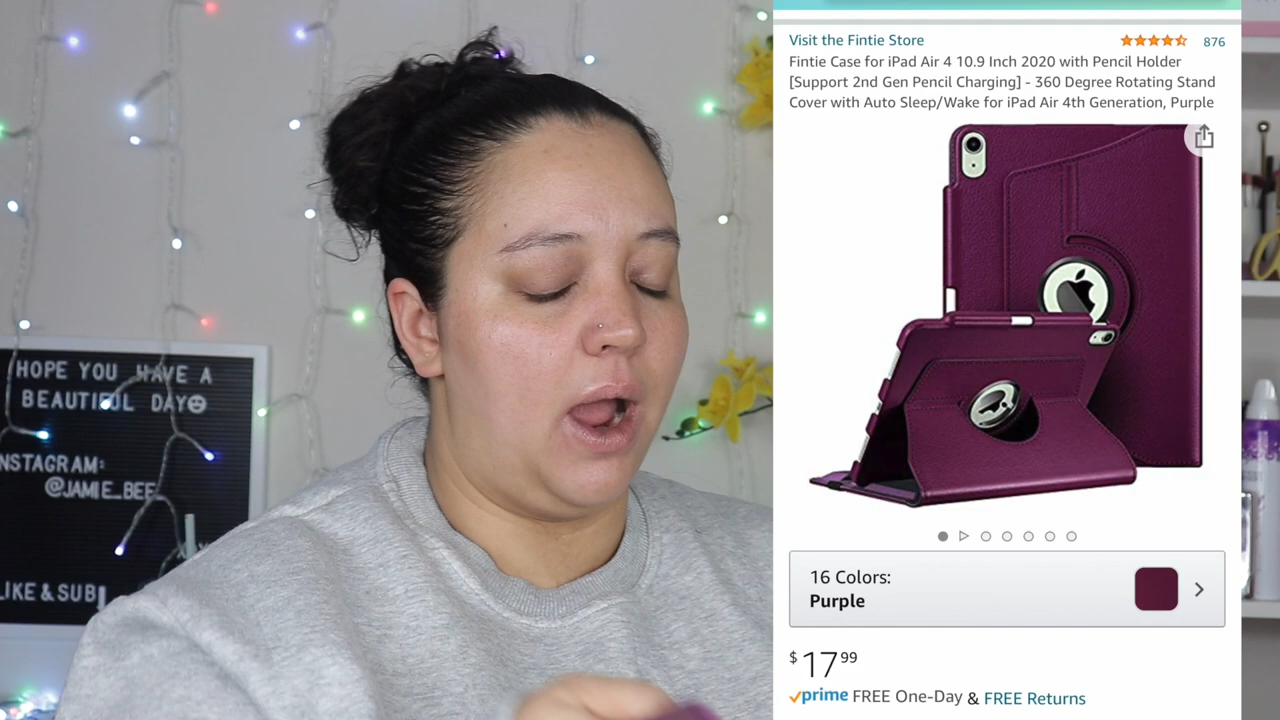 HOPE YOU HAVE A
BEAUTIFUL DAY☺
NSTAGRAM:
@JAMIE_BEE
LIKE & SUB
Visit the Fintie Store
876
Fintie Case for iPad Air 4 10.9 Inch 2020 with Pencil Holder
[Support 2nd Gen Pencil Charging] - 360 Degree Rotating Stand
Cover with Auto Sleep/Wake for iPad Air 4th Generation, Purple
16 Colors:
Purple
$17 99
prime FREE One-Day & FREE Returns